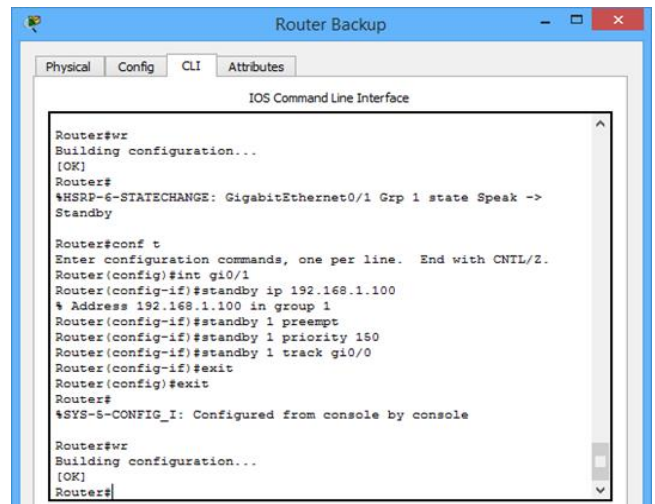 Router Backup
Physical Config CLI Attributes
IOS Command Line Interface
Router#wr
Building configuration...
[OK]
Router#
%HSRP-6-STATECHANGE: GigabitEthernet0/1 Grp 1 state Speak ->
Standby
Router#conf t
Enter configuration commands, one per line.  End with CNTL/Z.
Router(config)#int gi0/1
Router(config-if)#standby ip 192.168.1.100
% Address 192.168.1.100 in group 1
Router(config-if)#standby 1 preempt
Router(config-if)#standby 1 priority 150
Router(config-if)#standby 1 track gi0/0
Router(config-if)#exit
Router(config)#exit
Router#
%SYS-5-CONFIG_I: Configured from console by console
Router#wr
Building configuration...
[OK]
Router#